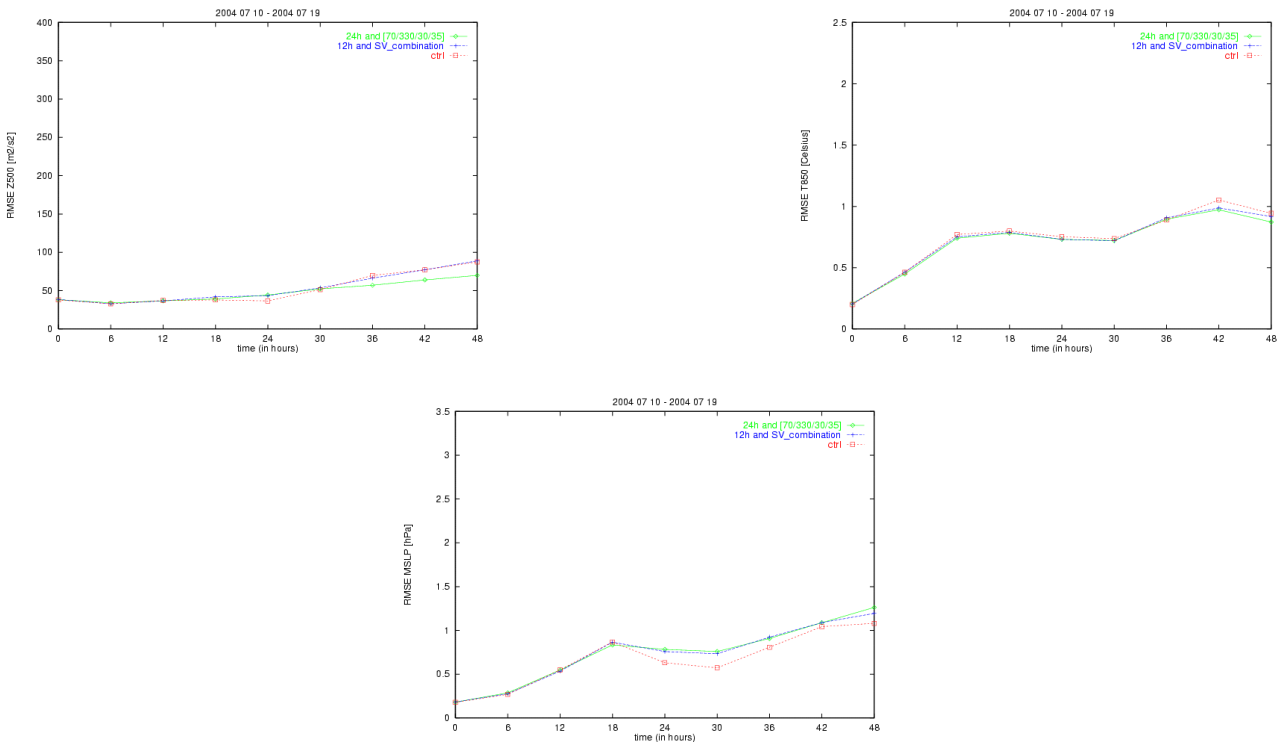 2004 07 10 - 2004 07 19
400
350
300
250
200
150
100
50
0
RMSE Z500 [m2/s2]
24h and [70/330/30/35]
12h and SV_combination
ctrl
0 6 12 18 24 30 36 42 48
time (in hours)
2004 07 10 - 2004 07 19
2.5
2
1.5
1
0.5
0
RMSE T850 [Celsius]
24h and [70/330/30/35]
12h and SV_combination
ctrl
0 6 12 18 24 30 36 42 48
time (in hours)
2004 07 10 - 2004 07 19
3.5
3
2.5
2
1.5
1
0.5
0
RMSE MSLP [hPa]
24h and [70/330/30/35]
12h and SV_combination
ctrl
0 6 12 18 24 30 36 42 48
time (in hours)